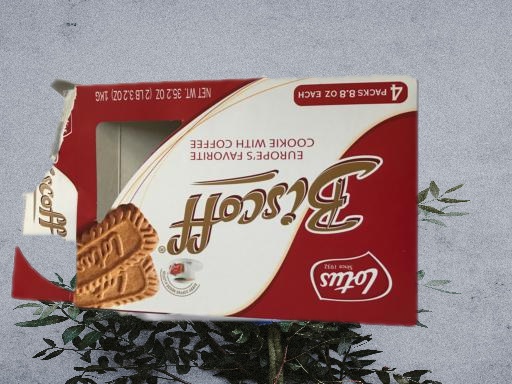 Lotus
Since 1932
Biscoff®
EUROPE'S FAVORITE
COOKIE WITH COFFEE
4 PACKS 8.8 OZ EACH
NET WT. 35.2 OZ (2 LB 3.2 OZ) 1KG
iscoff